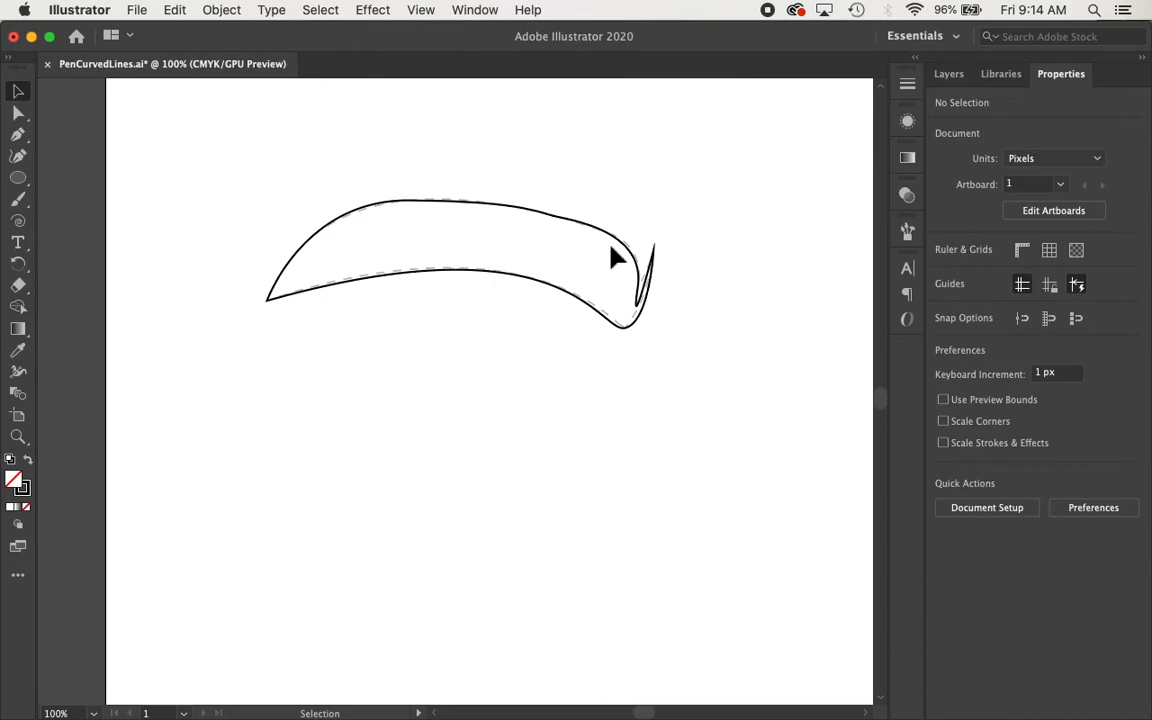 Illustrator File Edit Object Type Select Effect View Window Help 96% Fri 9:14 AM
Adobe Illustrator 2020 Essentials Search Adobe Stock
PenCurvedLines.ai* @ 100% (CMYK/GPU Preview)
Layers Libraries Properties
No Selection
Document
Units: Pixels
Artboard: 1
Edit Artboards
Ruler & Grids
Guides
Snap Options
Preferences
Keyboard Increment: 1 px
Use Preview Bounds
Scale Corners
Scale Strokes & Effects
Quick Actions
Document Setup Preferences
100% 1 Selection